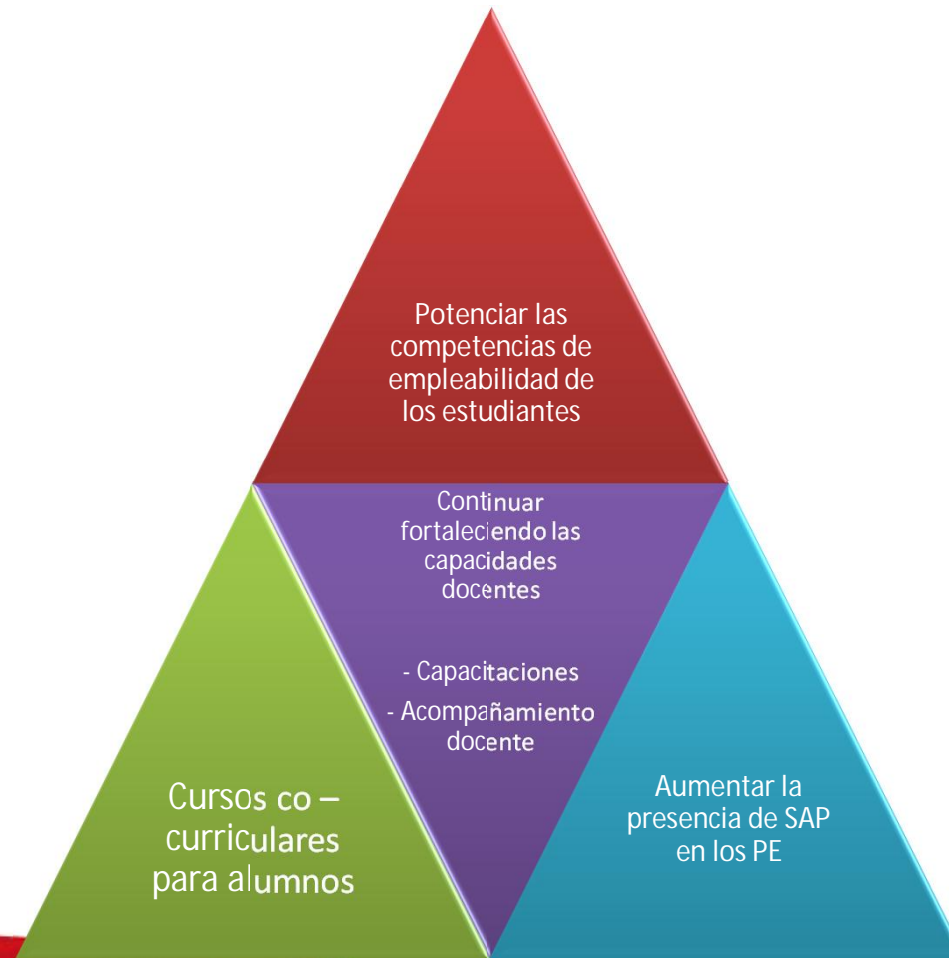 Potenciar las
competencias de
empleabilidad de
los estudiantes
Continuar
fortaleciendo las
capacidades
docentes
- Capacitaciones
- Acompañamiento
docente
Cursos co –
curriculares
para alumnos
Aumentar la
presencia de SAP
en los PE